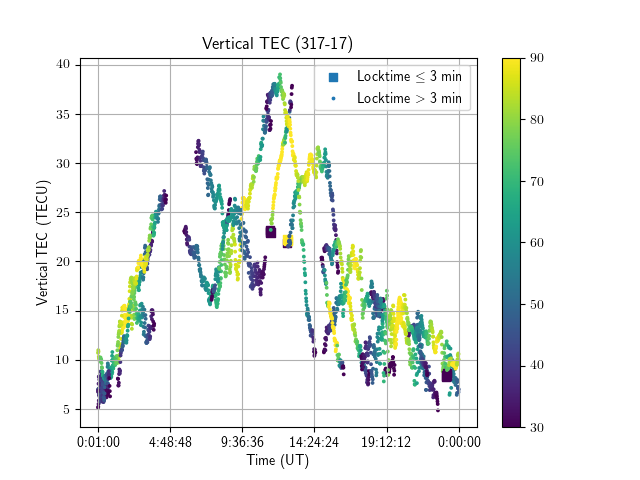 Vertical TEC (317-17)
Locktime ≤ 3 min
Locktime > 3 min
Vertical TEC (TECU)
40
35
30
25
20
15
10
5
0:01:00 4:48:48 9:36:36 14:24:24 19:12:12 0:00:00
Time (UT)
90
80
70
60
50
40
30